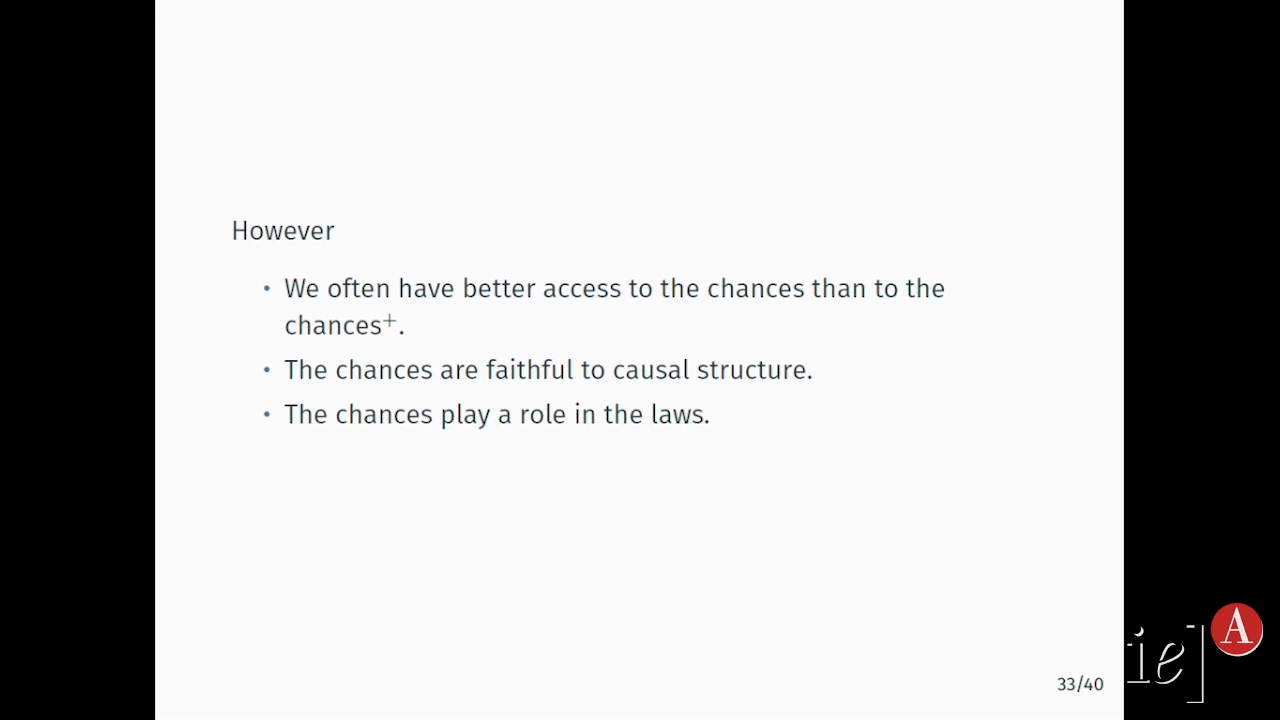 However
• We often have better access to the chances than to the
chances⁺.
• The chances are faithful to causal structure.
• The chances play a role in the laws.
33/40
ie]
A